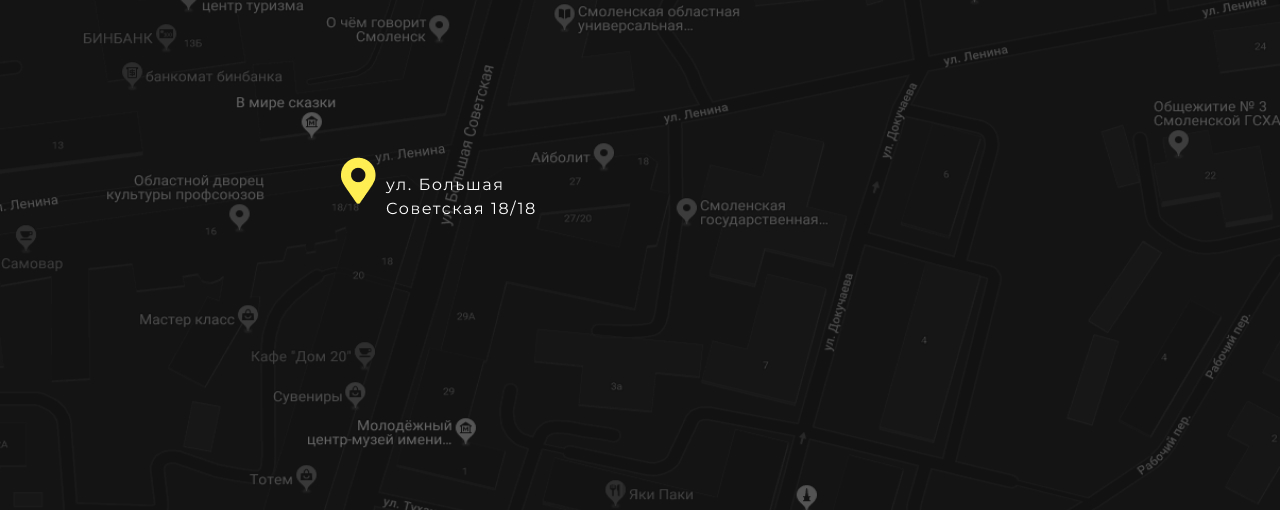 центр туризма
О чём говорит
Смоленск
Смоленская областная
универсальная...
ул. Ленина
БИНБАНК
13Б
24
ул. Ленина
банкомат бинбанка
В мире сказки
ул. Большая Советская
ул. Ленина
ул. Докучаева
Общежитие № 3
Смоленской ГСХА
13
ул. Ленина
Айболит
18
27
6
22
Областной дворец
культуры профсоюзов
ул. Большая
Советская 18/18
18/18
ул. Ленина
16
27/20
Смоленская
государственная...
Самовар
18
20
Мастер класс
29А
ул. Докучаева
4
Рабочий пер.
Кафе "Дом 20"
7
4
3а
29
Сувениры
Молодёжный
центр-музей имени...
Рабочий пер.
1
Тотем
Яки Паки